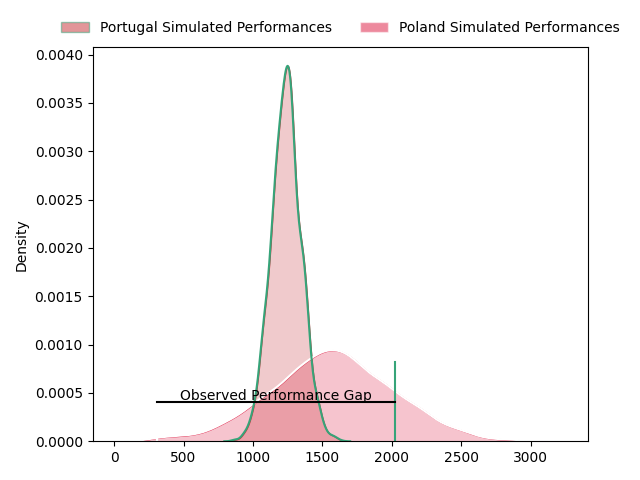 Portugal Simulated Performances
Poland Simulated Performances
0.0040
0.0035
0.0030
0.0025
0.0020
0.0015
0.0010
0.0005
0.0000
Density
Observed Performance Gap
0 500 1000 1500 2000 2500 3000